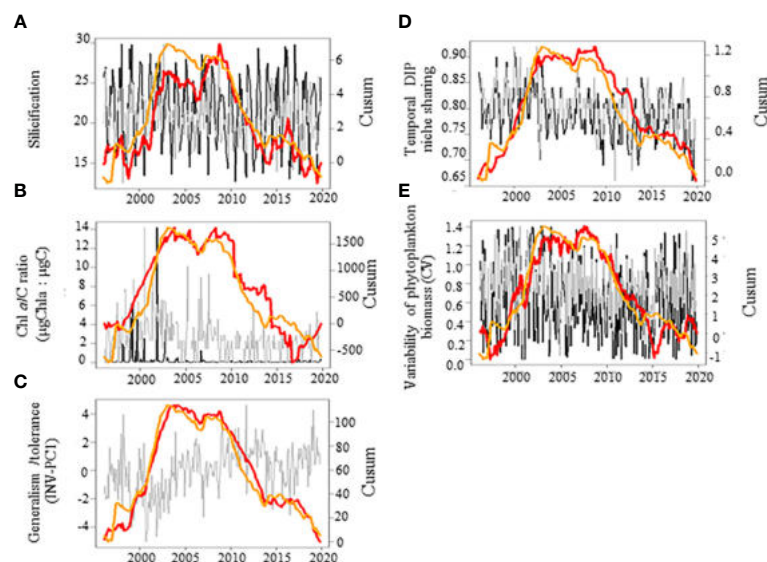 A
30
25
20
15
Silicification
6
4
2
0
Cusum
2000 2005 2010 2015 2020
B
14
12
10
8
6
4
2
0
Chl a/C ratio
(µgChla : µgC)
1500
1000
500
0
-500
Cusum
2000 2005 2010 2015 2020
C
4
2
0
-2
-4
Generalism /tolerance
(INV-PC1)
100
80
60
40
20
0
Cusum
2000 2005 2010 2015 2020
D
0.90
0.85
0.80
0.75
0.70
0.65
Temporal DIP
niche sharing
1.2
0.8
0.4
0.0
Cusum
2000 2005 2010 2015 2020
E
1.4
1.2
1.0
0.8
0.6
0.4
0.2
0.0
Variability of phytoplankton
biomass (CV)
5
4
3
2
1
0
-1
Cusum
2000 2005 2010 2015 2020